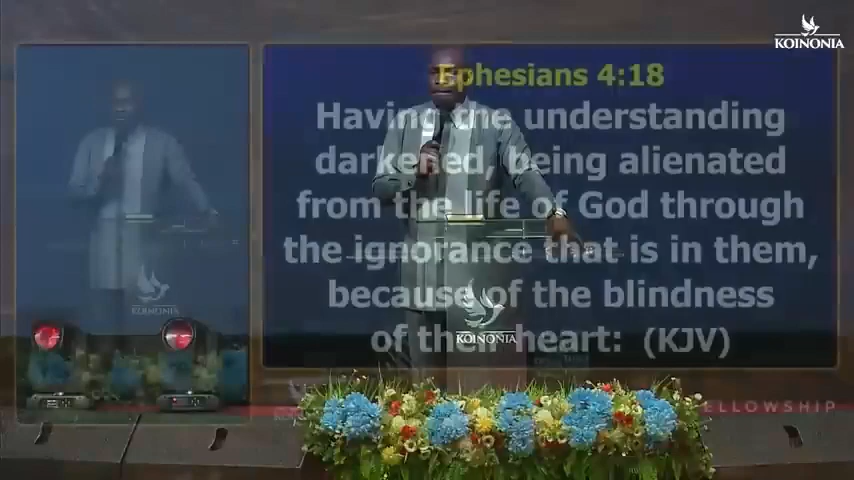 KOINONIA
Ephesians 4:18
Having the understanding
darkened, being alienated
from the life of God through
the ignorance that is in them,
because of the blindness
of their heart: (KJV)
KOINONIA
KOINONIA
ELLOWSHIP